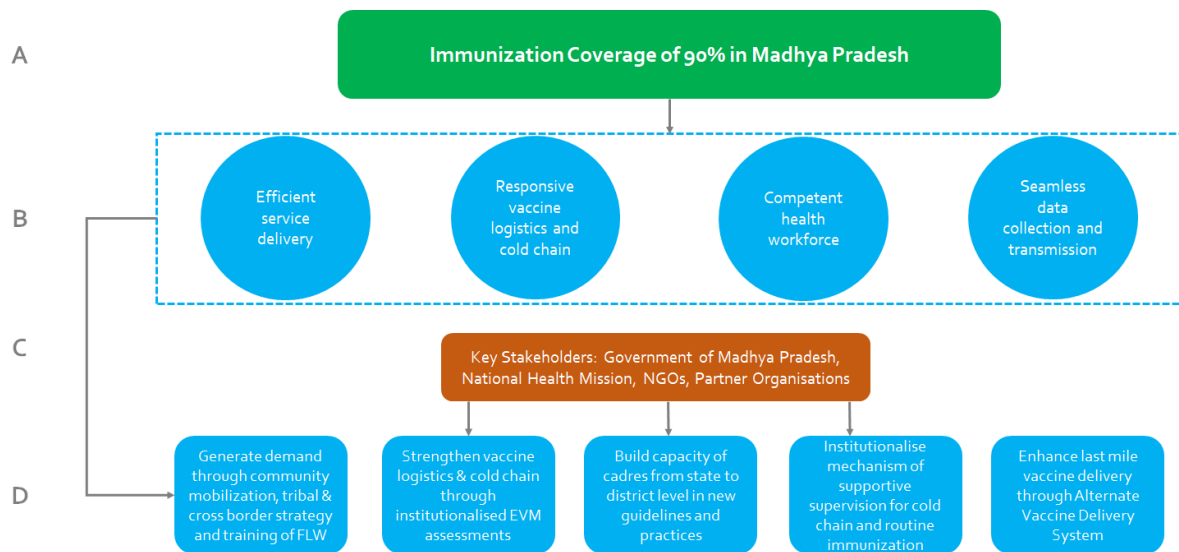 A
Immunization Coverage of 90% in Madhya Pradesh
B
Efficient
service
delivery
Responsive
vaccine
logistics and
cold chain
Competent
health
workforce
Seamless
data
collection and
transmission
C
Key Stakeholders: Government of Madhya Pradesh,
National Health Mission, NGOs, Partner Organisations
D
Generate demand
through community
mobilization, tribal &
cross border strategy
and training of FLW
Strengthen vaccine
logistics & cold chain
through
institutionalised EVM
assessments
Build capacity of
cadres from state to
district level in new
guidelines and
practices
Institutionalise
mechanism of
supportive
supervision for cold
chain and routine
immunization
Enhance last mile
vaccine delivery
through Alternate
Vaccine Delivery
System